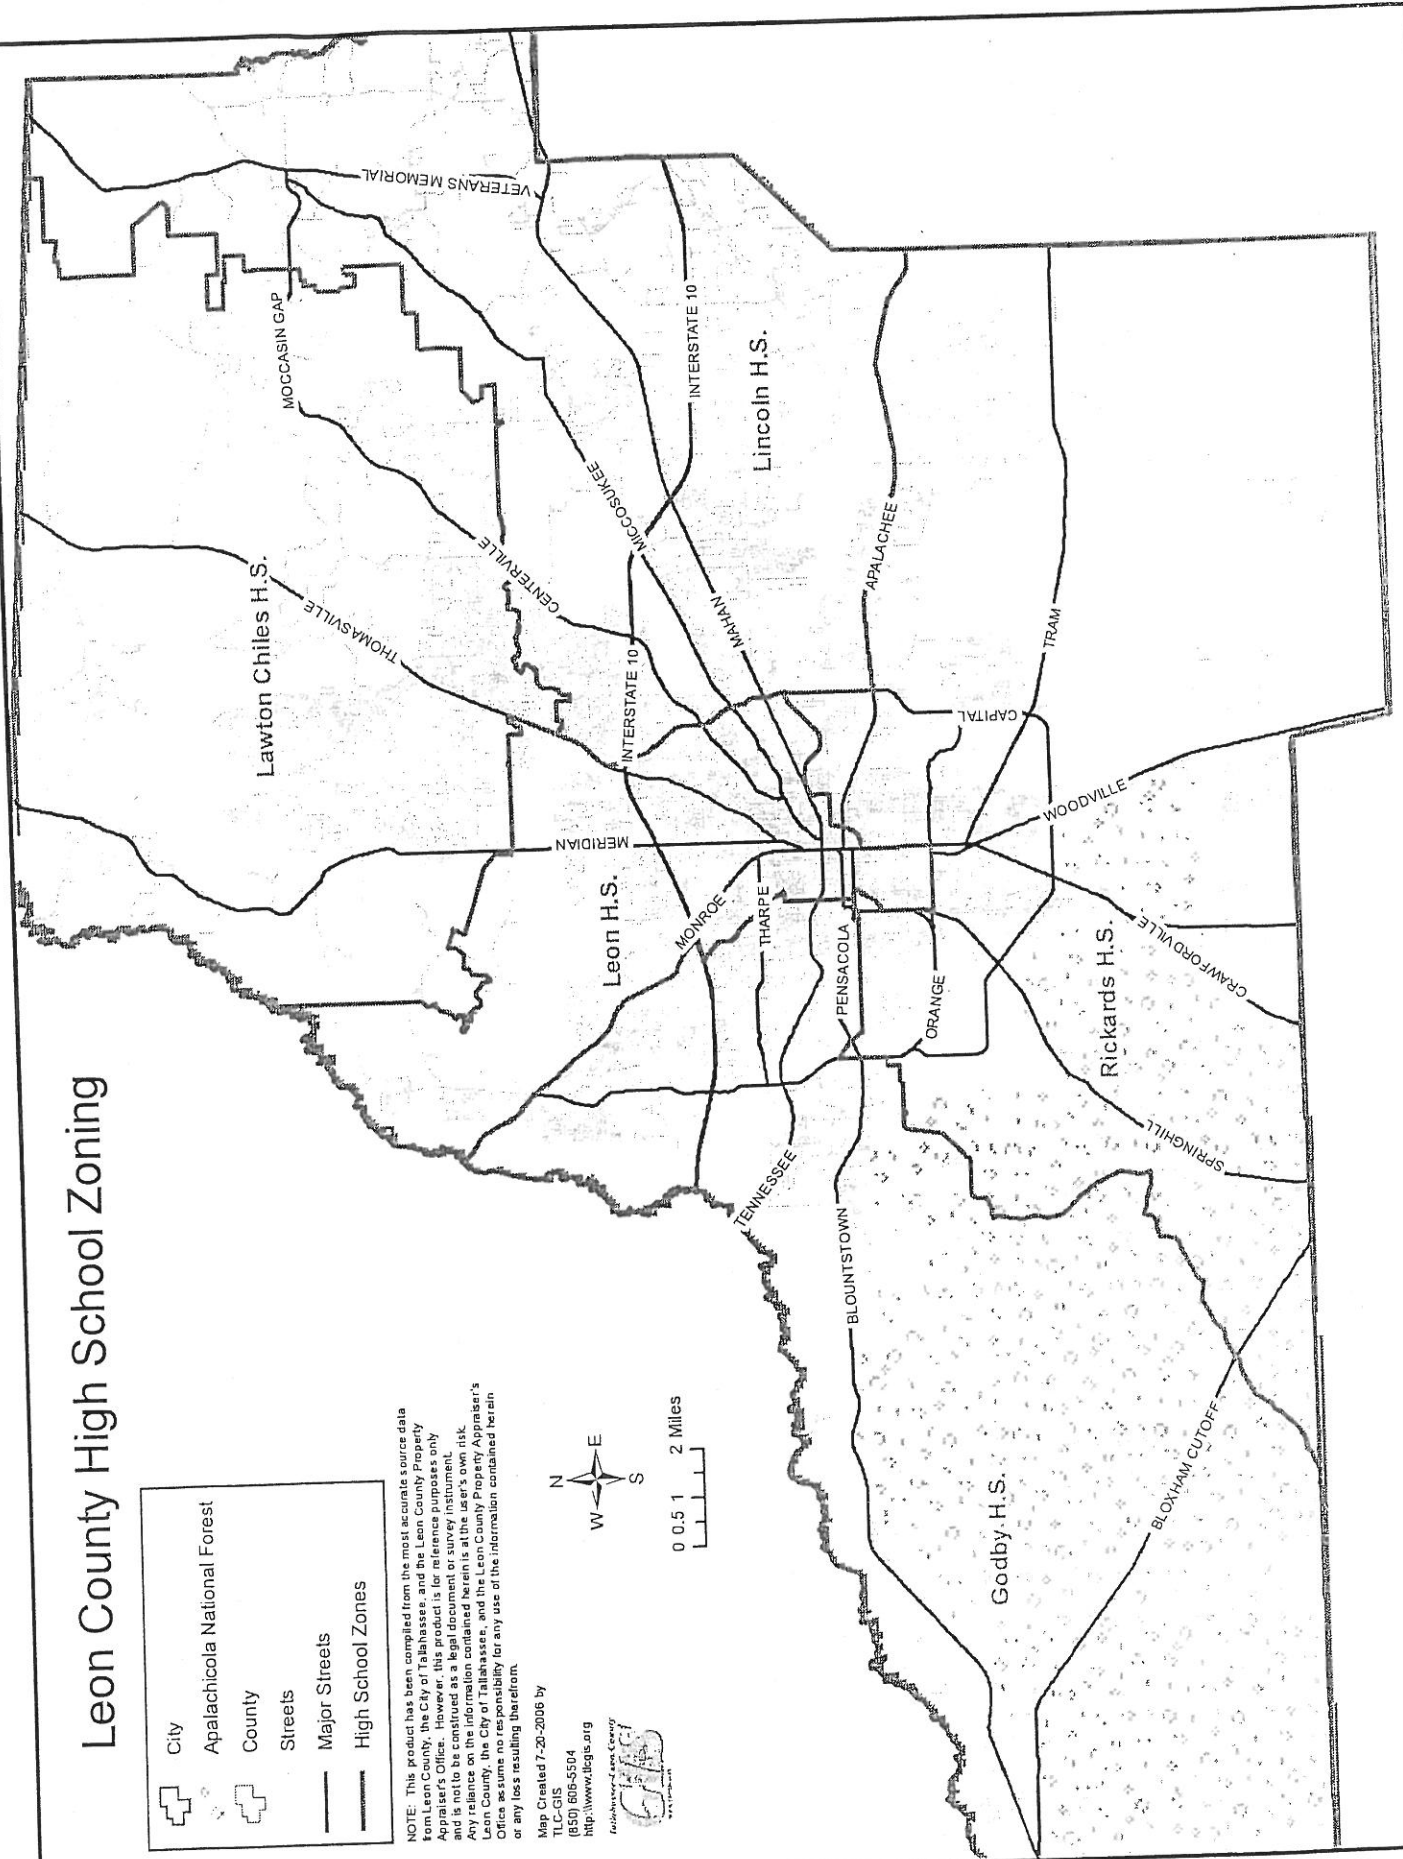 Leon County High School Zoning
City
Apalachicola National Forest
County
Streets
Major Streets
High School Zones
NOTE: This product has been compiled from the most accurate source data
from Leon County, the City of Tallahassee, and the Leon County Property
Appraiser's Office. However, this product is for reference purposes only
and is not to be construed as a legal document or survey instrument.
Any reliance on the information contained herein is at the user's own risk.
Leon County, the City of Tallahassee, and the Leon County Property Appraiser's
Office assume no responsibility for any use of the information contained herein
or any loss resulting therefrom.
Map Created 7-20-2006 by
TLC-GIS
(850) 606-5504
http://www.tlcgis.org
Tallahassee-Leon County
GIS
N
W
E
S
0 0.5 1 2 Miles
Lawton Chiles H.S.
Leon H.S.
Lincoln H.S.
Rickards H.S.
Godby H.S.
THOMASVILLE
MOCCASIN GAP
VETERANS MEMORIAL
CENTERVILLE
MICCOSUKEE
INTERSTATE 10
INTERSTATE 10
MERIDIAN
MONROE
THARPE
MAHAN
APALACHEE
TENNESSEE
PENSACOLA
BLOUNTSTOWN
ORANGE
CAPITAL
TRAM
WOODVILLE
CRAWFORDVILLE
SPRINGHILL
BLOXHAM CUTOFF